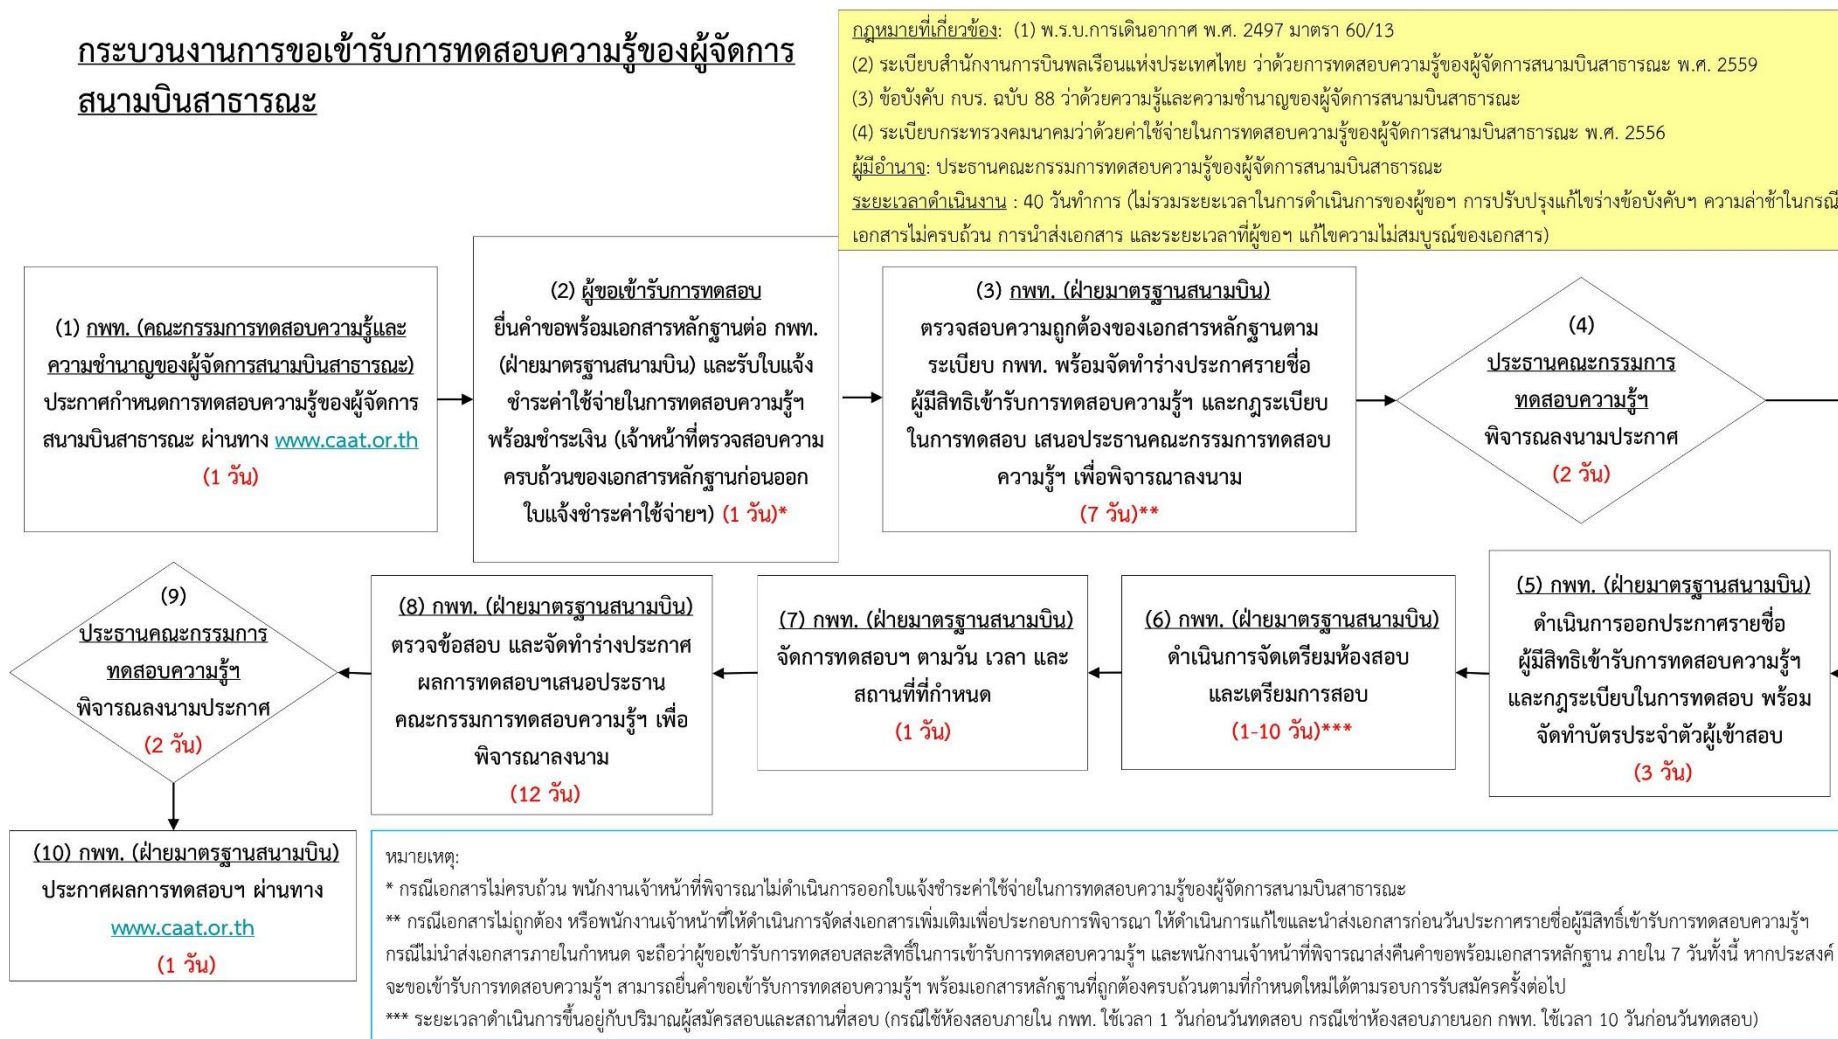 กระบวนงานการขอเข้ารับการทดสอบความรู้ของผู้จัดการ
สนามบินสาธารณะ
กฎหมายที่เกี่ยวข้อง: (1) พ.ร.บ.การเดินอากาศ พ.ศ. 2497 มาตรา 60/13
(2) ระเบียบสำนักงานการบินพลเรือนแห่งประเทศไทย ว่าด้วยการทดสอบความรู้ของผู้จัดการสนามบินสาธารณะ พ.ศ. 2559
(3) ข้อบังคับ กบร. ฉบับ 88 ว่าด้วยความรู้และความชำนาญของผู้จัดการสนามบินสาธารณะ
(4) ระเบียบกระทรวงคมนาคมว่าด้วยค่าใช้จ่ายในการทดสอบความรู้ของผู้จัดการสนามบินสาธารณะ พ.ศ. 2556
ผู้มีอำนาจ: ประธานคณะกรรมการทดสอบความรู้ของผู้จัดการสนามบินสาธารณะ
ระยะเวลาดำเนินงาน : 40 วันทำการ (ไม่รวมระยะเวลาในการดำเนินการของผู้ขอฯ การปรับปรุงแก้ไขร่างข้อบังคับฯ ความล่าช้าในกรณี
เอกสารไม่ครบถ้วน การนำส่งเอกสาร และระยะเวลาที่ผู้ขอฯ แก้ไขความไม่สมบูรณ์ของเอกสาร)
(1) กพท. (คณะกรรมการทดสอบความรู้และ
ความชำนาญของผู้จัดการสนามบินสาธารณะ)
ประกาศกำหนดการทดสอบความรู้ของผู้จัดการ
สนามบินสาธารณะ ผ่านทาง www.caat.or.th
(1 วัน)
(2) ผู้ขอเข้ารับการทดสอบ
ยื่นคำขอพร้อมเอกสารหลักฐานต่อ กพท.
(ฝ่ายมาตรฐานสนามบิน) และรับใบแจ้ง
ชำระค่าใช้จ่ายในการทดสอบความรู้ฯ
พร้อมชำระเงิน (เจ้าหน้าที่ตรวจสอบความ
ครบถ้วนของเอกสารหลักฐานก่อนออก
ใบแจ้งชำระค่าใช้จ่ายฯ) (1 วัน)*
(3) กพท. (ฝ่ายมาตรฐานสนามบิน)
ตรวจสอบความถูกต้องของเอกสารหลักฐานตาม
ระเบียบ กพท. พร้อมจัดทำร่างประกาศรายชื่อ
ผู้มีสิทธิเข้ารับการทดสอบความรู้ฯ และกฎระเบียบ
ในการทดสอบ เสนอประธานคณะกรรมการทดสอบ
ความรู้ฯ เพื่อพิจารณาลงนาม
(7 วัน)**
(4)
ประธานคณะกรรมการ
ทดสอบความรู้ฯ
พิจารณลงนามประกาศ
(2 วัน)
(5) กพท. (ฝ่ายมาตรฐานสนามบิน)
ดำเนินการออกประกาศรายชื่อ
ผู้มีสิทธิเข้ารับการทดสอบความรู้ฯ
และกฎระเบียบในการทดสอบ พร้อม
จัดทำบัตรประจำตัวผู้เข้าสอบ
(3 วัน)
(6) กพท. (ฝ่ายมาตรฐานสนามบิน)
ดำเนินการจัดเตรียมห้องสอบ
และเตรียมการสอบ
(1-10 วัน)***
(7) กพท. (ฝ่ายมาตรฐานสนามบิน)
จัดการทดสอบฯ ตามวัน เวลา และ
สถานที่ที่กำหนด
(1 วัน)
(8) กพท. (ฝ่ายมาตรฐานสนามบิน)
ตรวจข้อสอบ และจัดทำร่างประกาศ
ผลการทดสอบฯเสนอประธาน
คณะกรรมการทดสอบความรู้ฯ เพื่อ
พิจารณาลงนาม
(12 วัน)
(9)
ประธานคณะกรรมการ
ทดสอบความรู้ฯ
พิจารณลงนามประกาศ
(2 วัน)
(10) กพท. (ฝ่ายมาตรฐานสนามบิน)
ประกาศผลการทดสอบฯ ผ่านทาง
www.caat.or.th
(1 วัน)
หมายเหตุ:
* กรณีเอกสารไม่ครบถ้วน พนักงานเจ้าหน้าที่พิจารณาไม่ดำเนินการออกใบแจ้งชำระค่าใช้จ่ายในการทดสอบความรู้ของผู้จัดการสนามบินสาธารณะ
** กรณีเอกสารไม่ถูกต้อง หรือพนักงานเจ้าหน้าที่ให้ดำเนินการจัดส่งเอกสารเพิ่มเติมเพื่อประกอบการพิจารณา ให้ดำเนินการแก้ไขและนำส่งเอกสารก่อนวันประกาศรายชื่อผู้มีสิทธิ์เข้ารับการทดสอบความรู้ฯ
กรณีไม่นำส่งเอกสารภายในกำหนด จะถือว่าผู้ขอเข้ารับการทดสอบสละสิทธิ์ในการเข้ารับการทดสอบความรู้ฯ และพนักงานเจ้าหน้าที่พิจารณาส่งคืนคำขอพร้อมเอกสารหลักฐาน ภายใน 7 วันทั้งนี้ หากประสงค์
จะขอเข้ารับการทดสอบความรู้ฯ สามารถยื่นคำขอเข้ารับการทดสอบความรู้ฯ พร้อมเอกสารหลักฐานที่ถูกต้องครบถ้วนตามที่กำหนดใหม่ได้ตามรอบการรับสมัครครั้งต่อไป
*** ระยะเวลาดำเนินการขึ้นอยู่กับปริมาณผู้สมัครสอบและสถานที่สอบ (กรณีใช้ห้องสอบภายใน กพท. ใช้เวลา 1 วันก่อนวันทดสอบ กรณีเช่าห้องสอบภายนอก กพท. ใช้เวลา 10 วันก่อนวันทดสอบ)